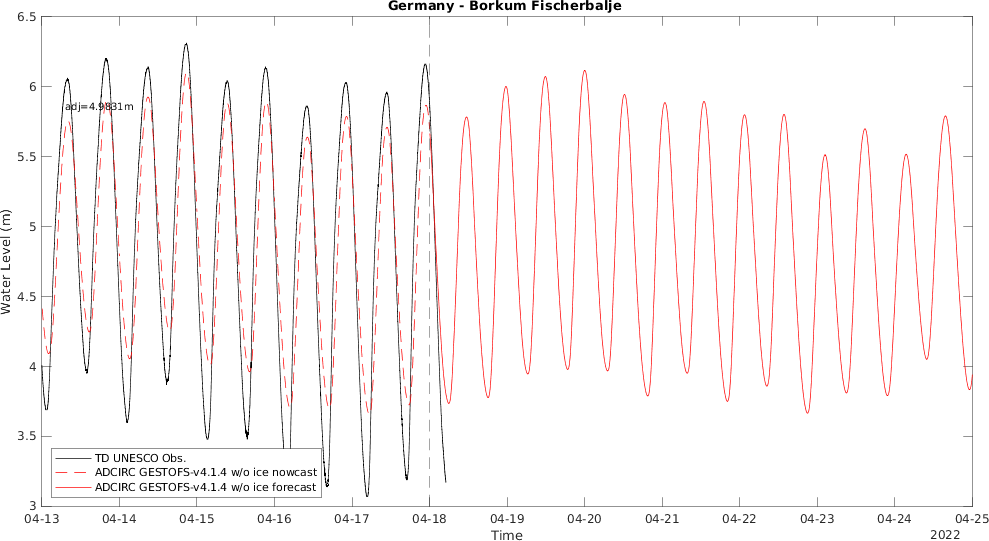 Germany - Borkum Fischerbalje
6.5
6
5.5
5
4.5
4
3.5
3
Water Level (m)
adj=4.9831m
TD UNESCO Obs.
ADCIRC GESTOFS-v4.1.4 w/o ice nowcast
ADCIRC GESTOFS-v4.1.4 w/o ice forecast
04-13 04-14 04-15 04-16 04-17 04-18 04-19 04-20 04-21 04-22 04-23 04-24 04-25
Time
2022